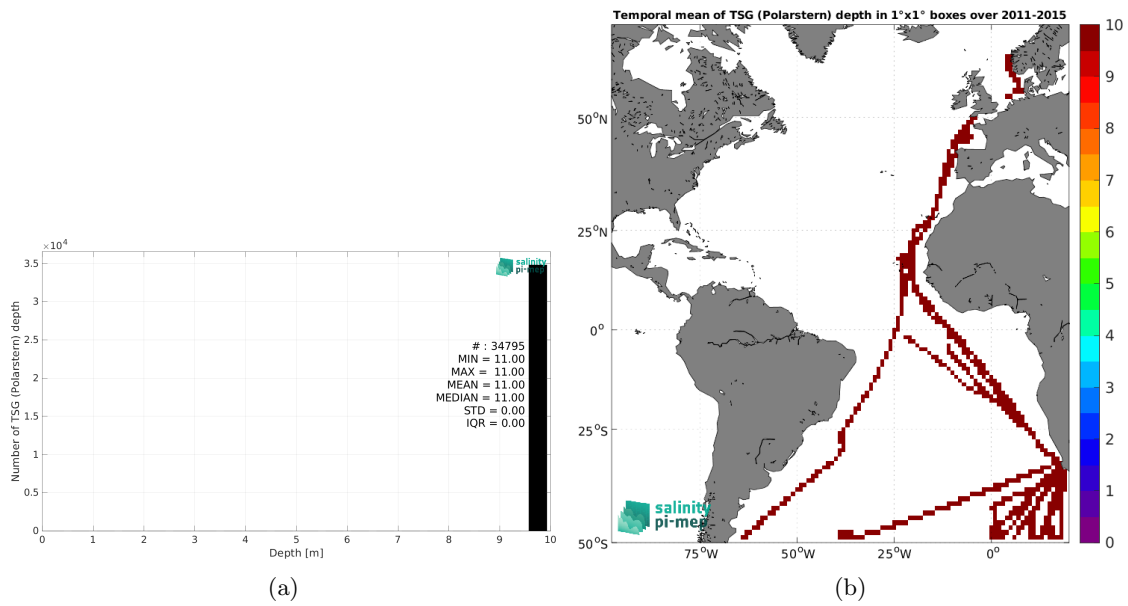 ×10⁴
3.5
3
2.5
2
1.5
1
0.5
0
Number of TSG (Polarstern) depth
salinity
pi-mep
# : 34795
MIN = 11.00
MAX = 11.00
MEAN = 11.00
MEDIAN = 11.00
STD = 0.00
IQR = 0.00
0 1 2 3 4 5 6 7 8 9 10
Depth [m]
(a)
Temporal mean of TSG (Polarstern) depth in 1°x1° boxes over 2011-2015
50°N
25°N
0°
25°S
50°S
75°W 50°W 25°W 0°
salinity
pi-mep
10
9
8
7
6
5
4
3
2
1
0
(b)